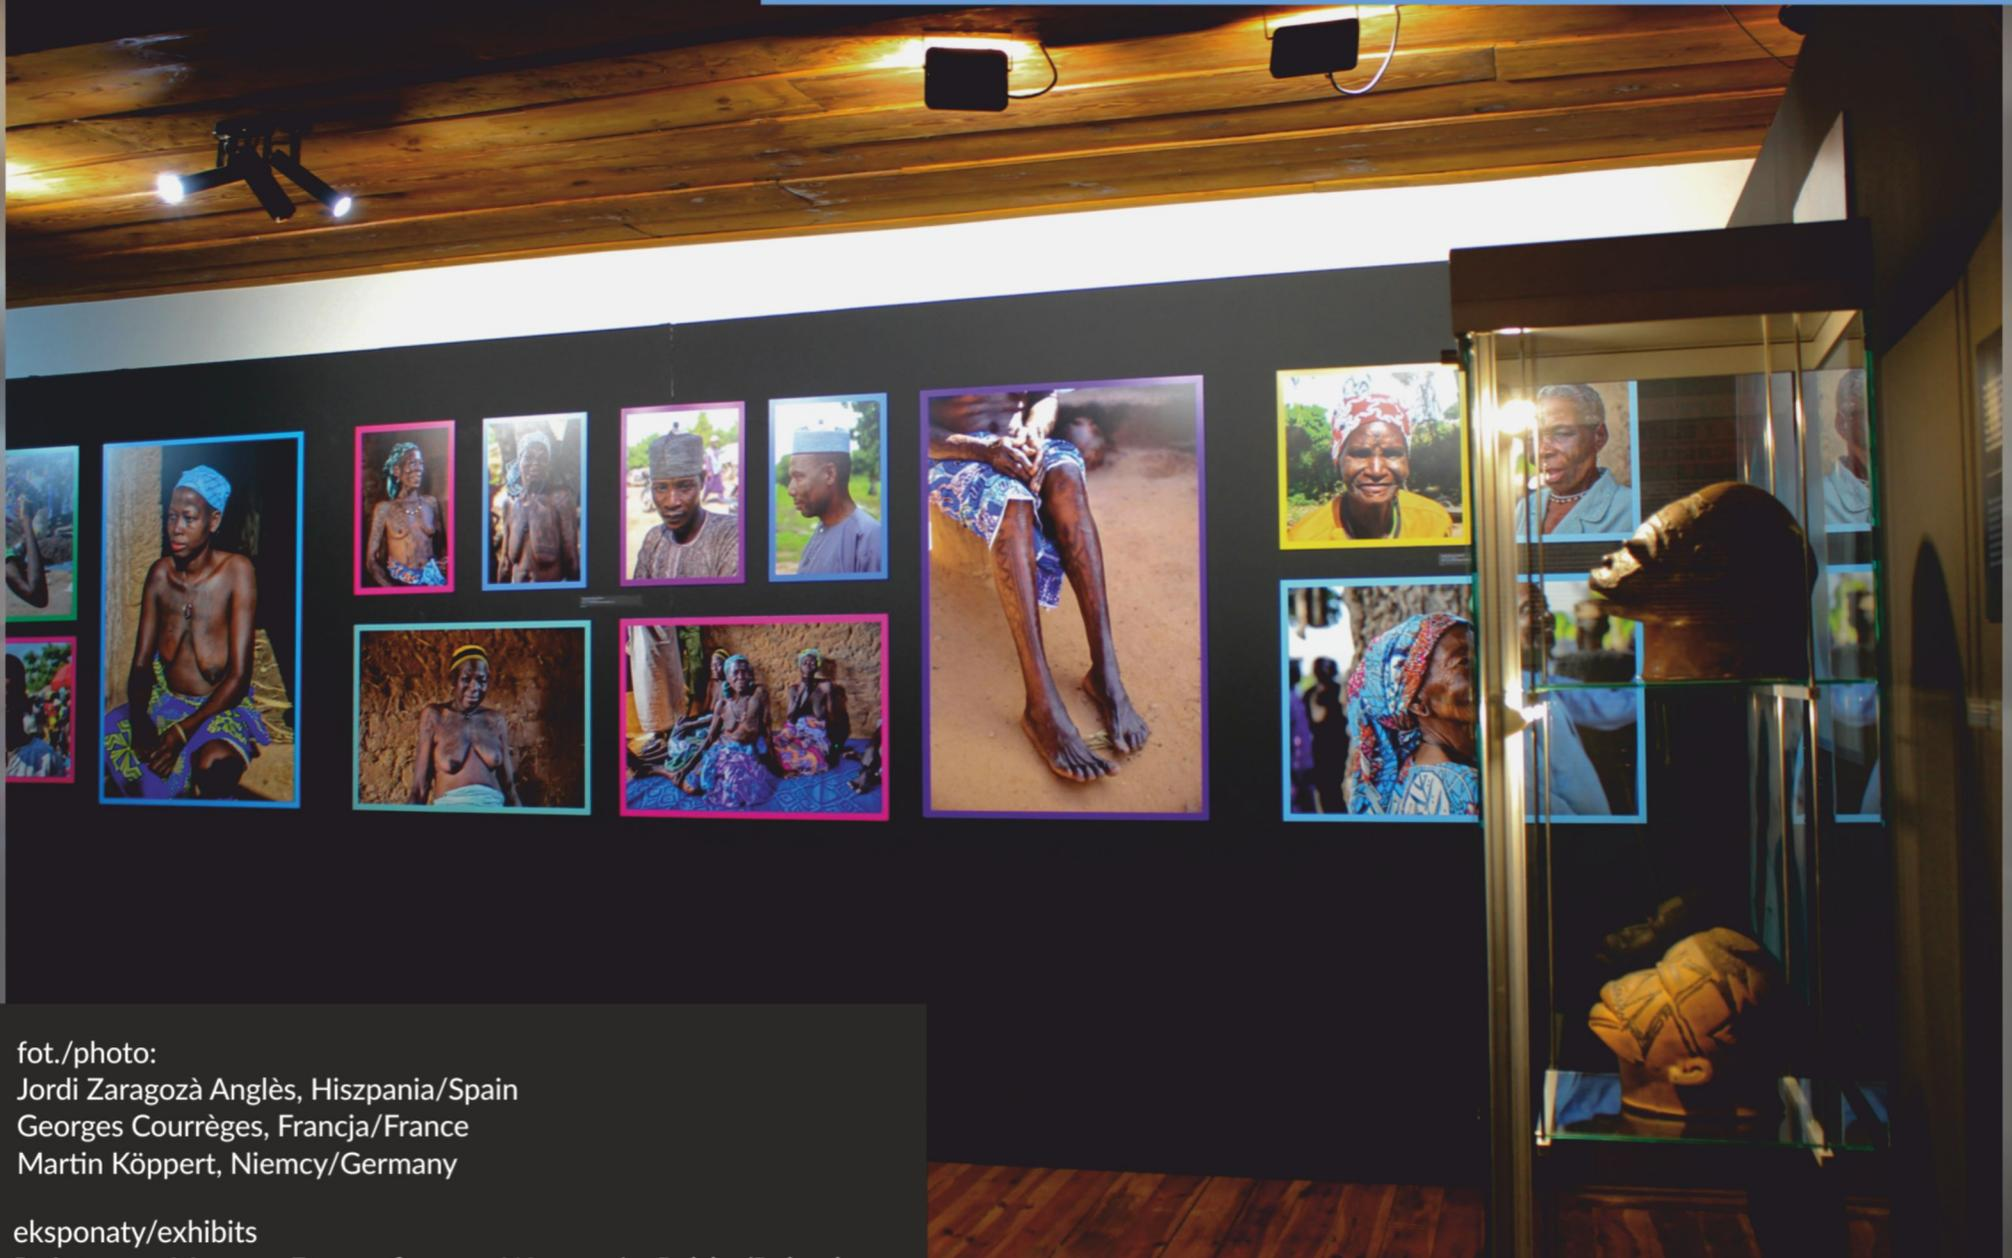 fot./photo:
Jordi Zaragozà Anglès, Hiszpania/Spain
Georges Courrèges, Francja/France
Martin Köppert, Niemcy/Germany
eksponaty/exhibits